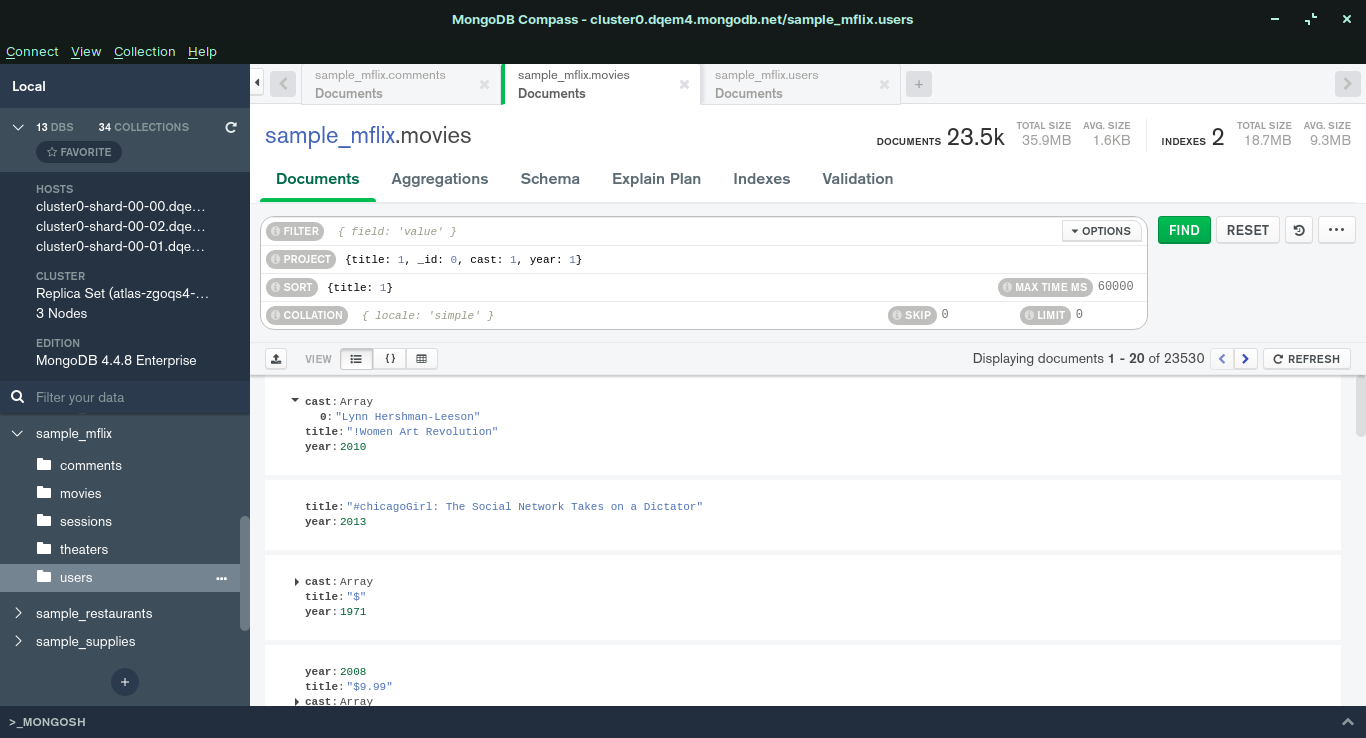 MongoDB Compass - cluster0.dqem4.mongodb.net/sample_mflix.users
Connect View Collection Help
Local
13 DBS 34 COLLECTIONS
FAVORITE
HOSTS
cluster0-shard-00-00.dqe...
cluster0-shard-00-02.dqe...
cluster0-shard-00-01.dqe...
CLUSTER
Replica Set (atlas-zgoqs4-...
3 Nodes
EDITION
MongoDB 4.4.8 Enterprise
Filter your data
sample_mflix
comments
movies
sessions
theaters
users
sample_restaurants
sample_supplies
sample_mflix.comments
Documents
sample_mflix.movies
Documents
sample_mflix.users
Documents
sample_mflix.movies
DOCUMENTS 23.5k TOTAL SIZE 35.9MB AVG. SIZE 1.6KB
INDEXES 2 TOTAL SIZE 18.7MB AVG. SIZE 9.3MB
Documents Aggregations Schema Explain Plan Indexes Validation
FILTER { field: 'value' } OPTIONS
FIND RESET
PROJECT {title: 1, _id: 0, cast: 1, year: 1}
SORT {title: 1} MAX TIME MS 60000
COLLATION { locale: 'simple' } SKIP 0 LIMIT 0
VIEW {} Displaying documents 1 - 20 of 23530 REFRESH
cast: Array
0: "Lynn Hershman-Leeson"
title: "!Women Art Revolution"
year: 2010
title: "#chicagoGirl: The Social Network Takes on a Dictator"
year: 2013
cast: Array
title: "$"
year: 1971
year: 2008
title: "$9.99"
cast: Array
>_MONGOSH